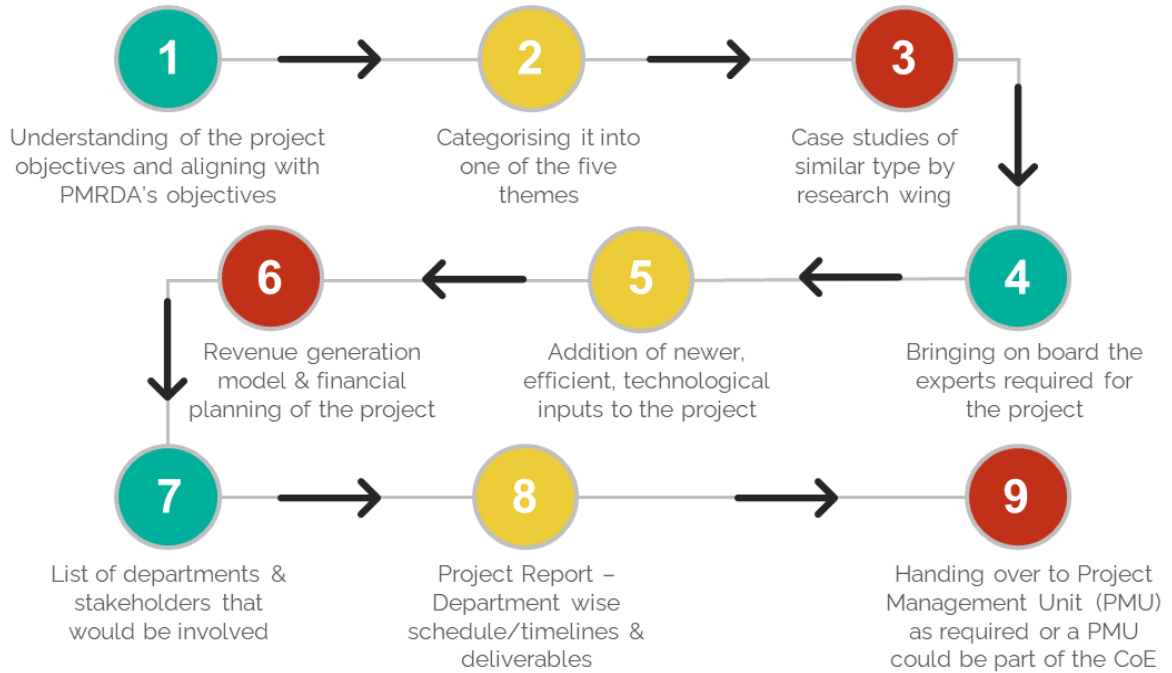 1
Understanding of the project
objectives and aligning with
PMRDA's objectives
2
Categorising it into
one of the five
themes
3
Case studies of
similar type by
research wing
4
Bringing on board the
experts required for
the project
5
Addition of newer,
efficient, technological
inputs to the project
6
Revenue generation
model & financial
planning of the project
7
List of departments &
stakeholders that
would be involved
8
Project Report –
Department wise
schedule/timelines &
deliverables
9
Handing over to Project
Management Unit (PMU)
as required or a PMU
could be part of the CoE